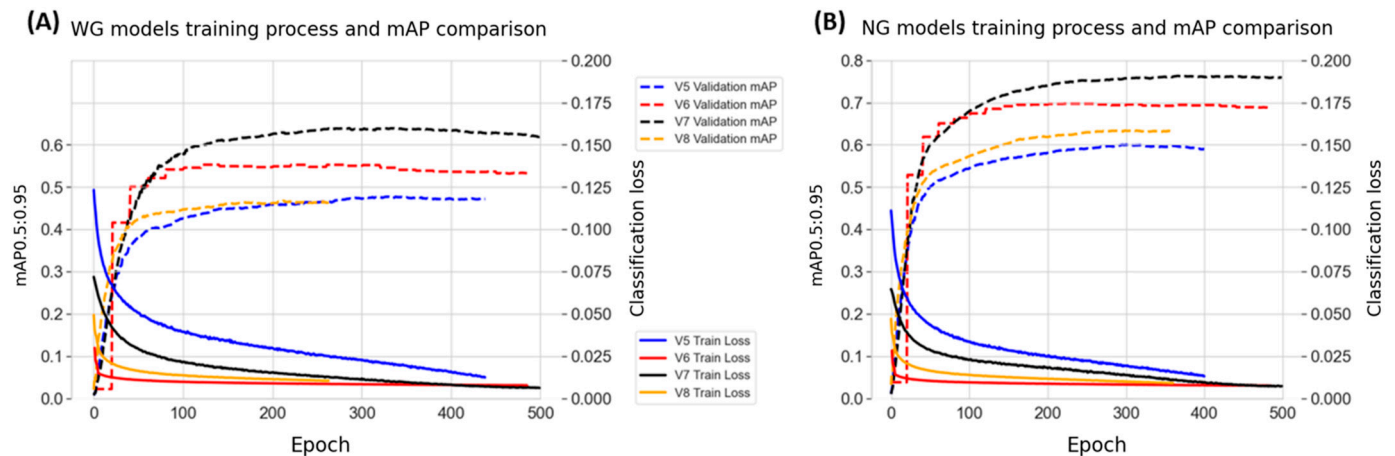 (A) WG models training process and mAP comparison
0.6
0.5
0.4
0.3
0.2
0.1
0.0
mAP0.5:0.95
0 100 200 300 400 500
Epoch
0.200
0.175
0.150
0.125
0.100
0.075
0.050
0.025
0.000
Classification loss
V5 Validation mAP
V6 Validation mAP
V7 Validation mAP
V8 Validation mAP
V5 Train Loss
V6 Train Loss
V7 Train Loss
V8 Train Loss
(B) NG models training process and mAP comparison
0.8
0.7
0.6
0.5
0.4
0.3
0.2
0.1
0.0
mAP0.5:0.95
0 100 200 300 400 500
Epoch
0.200
0.175
0.150
0.125
0.100
0.075
0.050
0.025
0.000
Classification loss